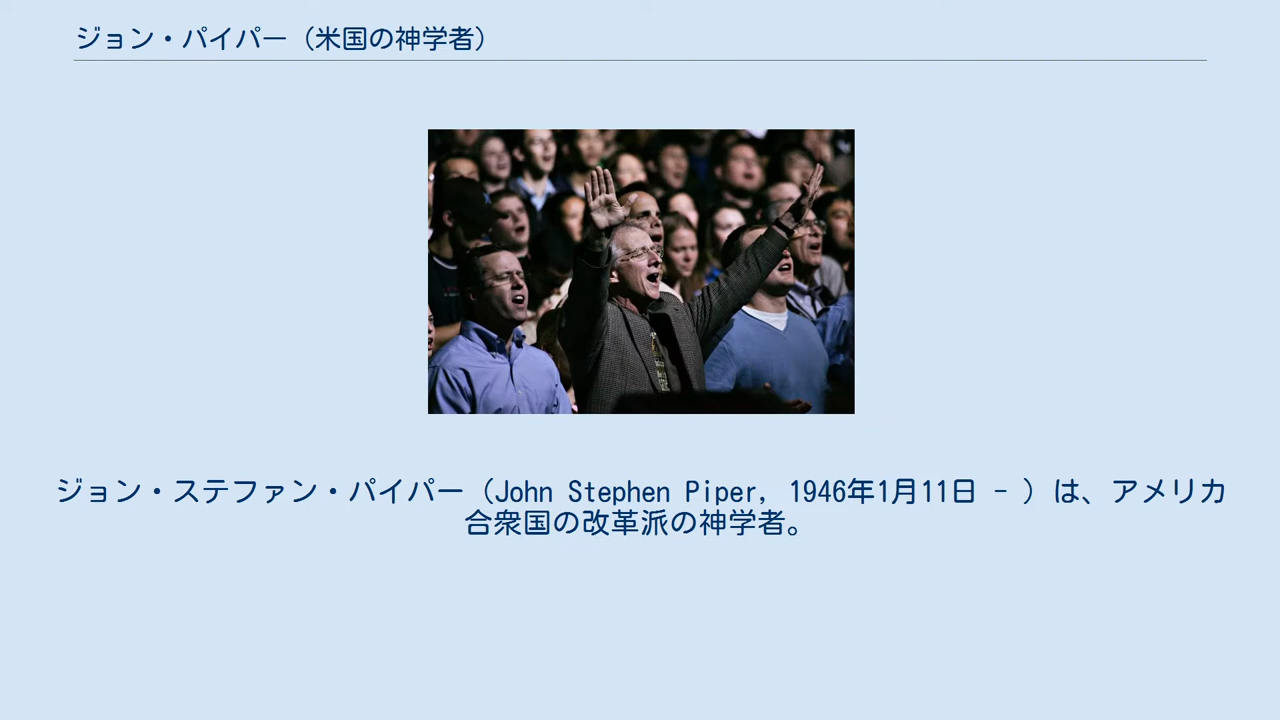 ジョン・パイパー（米国の神学者）
ジョン・ステファン・パイパー（John Stephen Piper, 1946年1月11日 - ）は、アメリカ
合衆国の改革派の神学者。